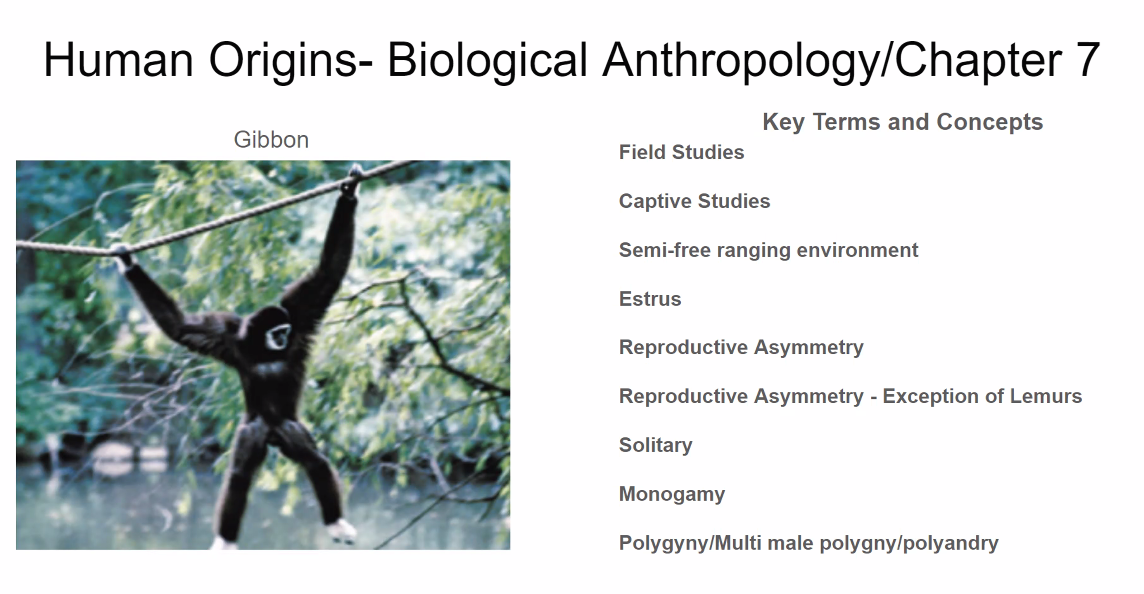 Human Origins- Biological Anthropology/Chapter 7
Gibbon
Key Terms and Concepts
Field Studies
Captive Studies
Semi-free ranging environment
Estrus
Reproductive Asymmetry
Reproductive Asymmetry - Exception of Lemurs
Solitary
Monogamy
Polygyny/Multi male polygny/polyandry